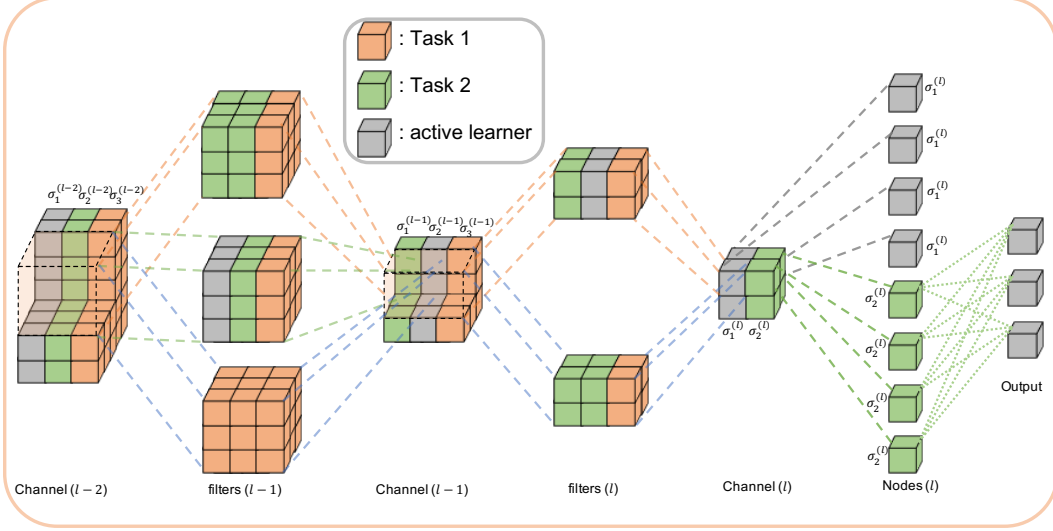 : Task 1
: Task 2
: active learner
σ₁⁽ˡ⁻²⁾ σ₂⁽ˡ⁻²⁾ σ₃⁽ˡ⁻²⁾
σ₁⁽ˡ⁻¹⁾ σ₂⁽ˡ⁻¹⁾ σ₃⁽ˡ⁻¹⁾
σ₁⁽ˡ⁾ σ₂⁽ˡ⁾
σ₁⁽ˡ⁾
σ₁⁽ˡ⁾
σ₁⁽ˡ⁾
σ₁⁽ˡ⁾
σ₂⁽ˡ⁾
σ₂⁽ˡ⁾
σ₂⁽ˡ⁾
σ₂⁽ˡ⁾
Output
Channel (l − 2)
filters (l − 1)
Channel (l − 1)
filters (l)
Channel (l)
Nodes (l)